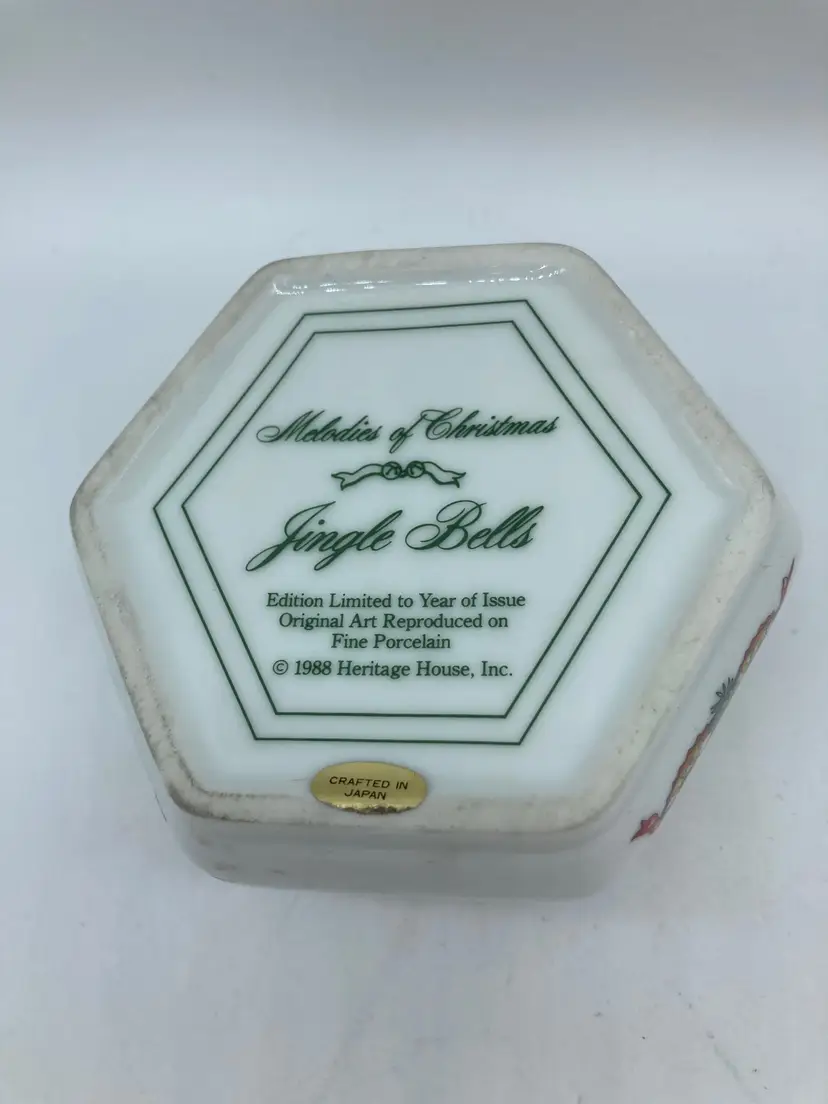 Melodies of Christmas
Jingle Bells
Edition Limited to Year of Issue
Original Art Reproduced on
Fine Porcelain
© 1988 Heritage House, Inc.
CRAFTED IN
JAPAN